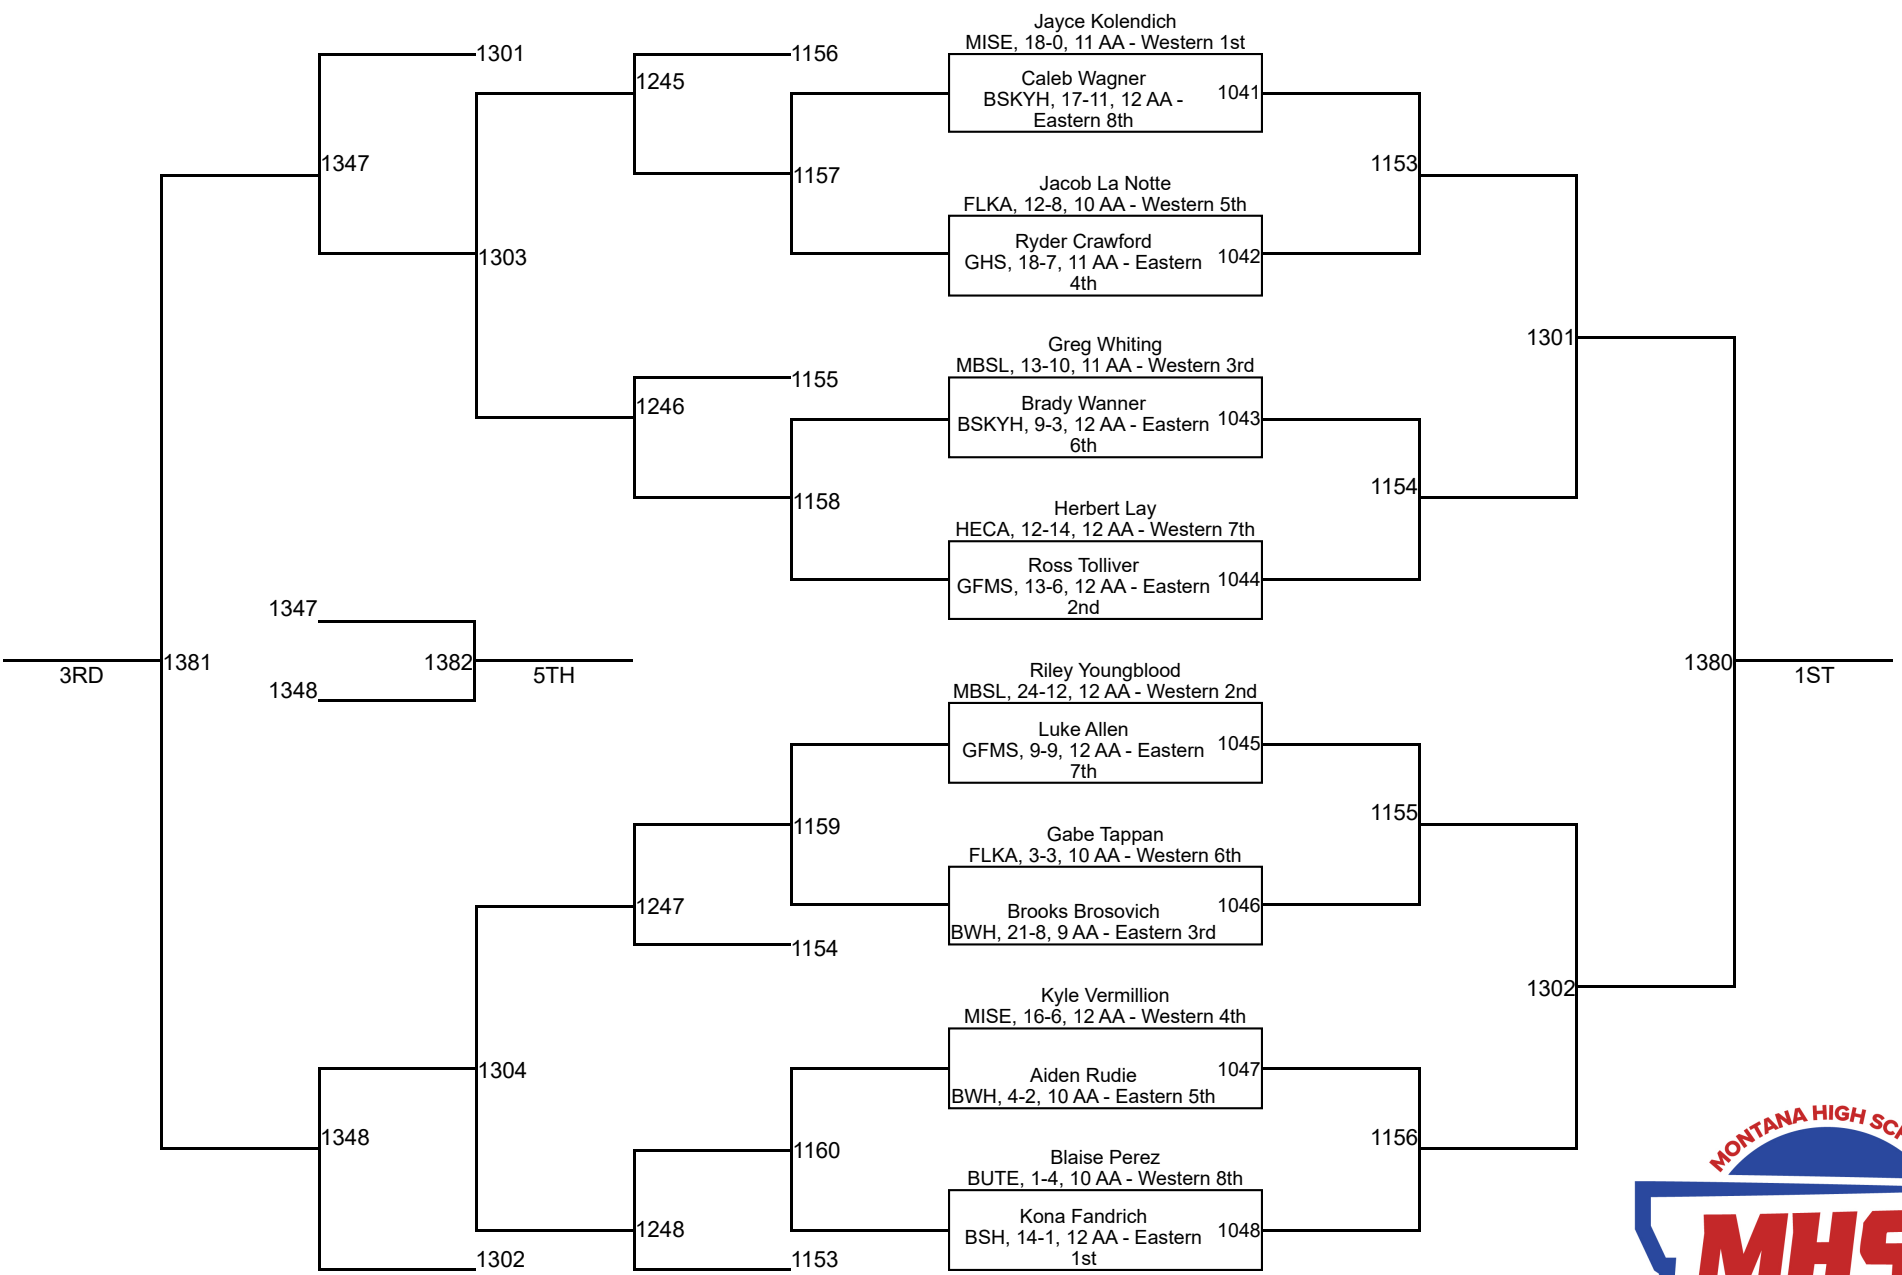 Jayce Kolendich
MISE, 18-0, 11 AA - Western 1st
1301
1156
1245
Caleb Wagner
BSKYH, 17-11, 12 AA -
Eastern 8th
1041
1347
1157
1153
Jacob La Notte
FLKA, 12-8, 10 AA - Western 5th
Ryder Crawford
GHS, 18-7, 11 AA - Eastern
4th
1042
1303
Greg Whiting
MBSL, 13-10, 11 AA - Western 3rd
1301
1155
1246
Brady Wanner
BSKYH, 9-3, 12 AA - Eastern
6th
1043
1158
1154
Herbert Lay
HECA, 12-14, 12 AA - Western 7th
Ross Tolliver
GFMS, 13-6, 12 AA - Eastern
2nd
1044
1347
3RD
1381
1382
5TH
1348
1380
1ST
Riley Youngblood
MBSL, 24-12, 12 AA - Western 2nd
Luke Allen
GFMS, 9-9, 12 AA - Eastern
7th
1045
1159
1155
Gabe Tappan
FLKA, 3-3, 10 AA - Western 6th
1247
Brooks Brosovich
BWH, 21-8, 9 AA - Eastern 3rd
1046
1154
Kyle Vermillion
MISE, 16-6, 12 AA - Western 4th
1302
1304
Aiden Rudie
BWH, 4-2, 10 AA - Eastern 5th
1047
1348
1160
1156
Blaise Perez
BUTE, 1-4, 10 AA - Western 8th
Kona Fandrich
BSH, 14-1, 12 AA - Eastern
1st
1048
1248
1302
1153
MONTANA HIGH
MHS